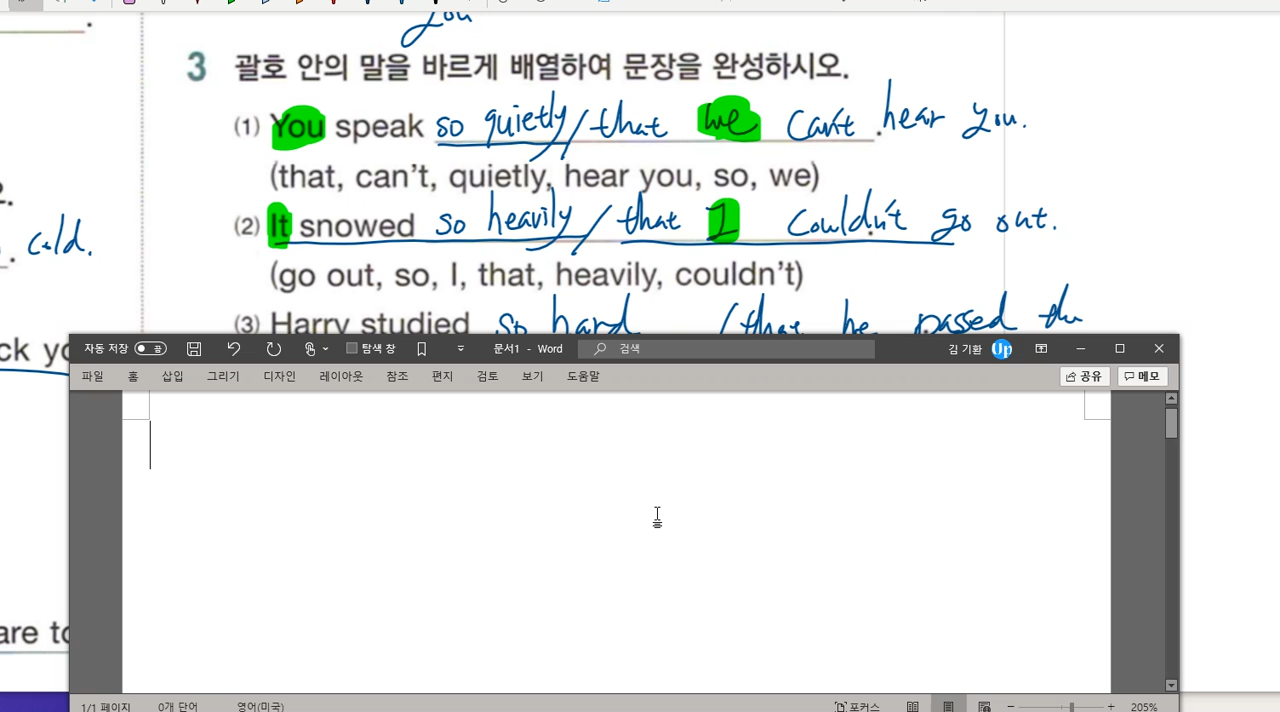 you
3 괄호 안의 말을 바르게 배열하여 문장을 완성하시오.
(1) You speak so quietly / that we can't hear you.
(that, can't, quietly, hear you, so, we)
(2) It snowed so heavily / that I couldn't go out.
(go out, so, I, that, heavily, couldn't)
(3) Harry studied so hard / that he passed the
cold.
ck yo
are to
자동 저장 끔 탐색 창 문서1 - Word 검색 김 기환 Up
파일 홈 삽입 그리기 디자인 레이아웃 참조 편지 검토 보기 도움말 공유 메모
1/1 페이지 0개 단어 영어(미국) 포커스 205%